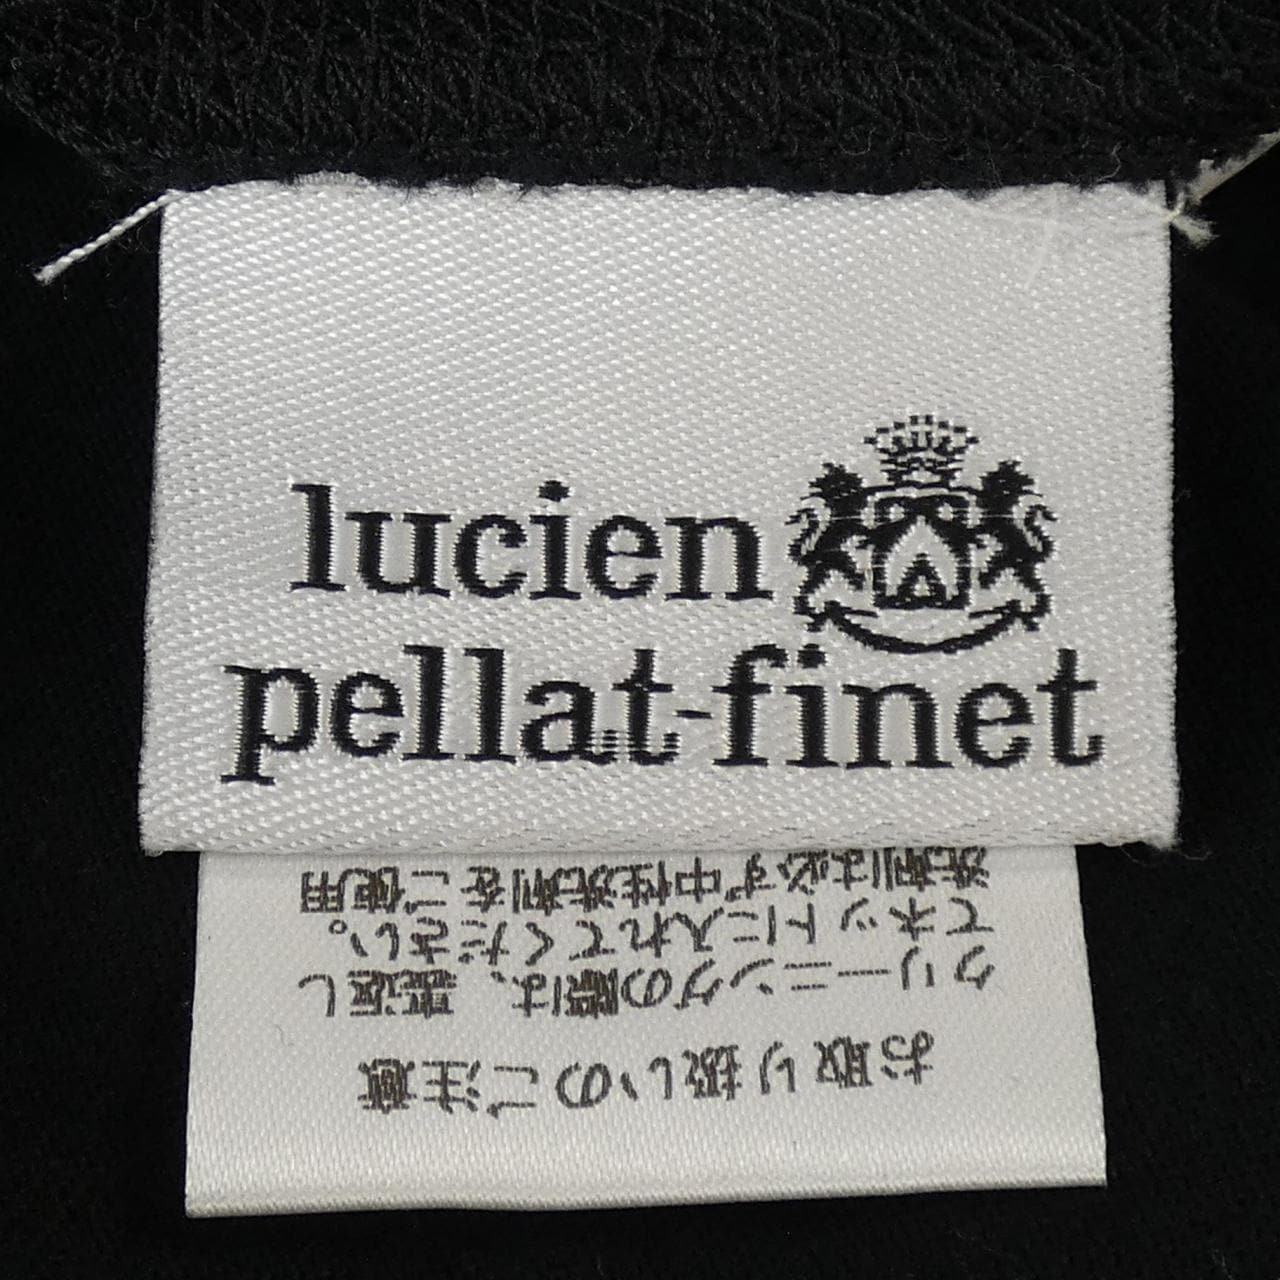 lucien
pellat-finet
お取り扱いのご注意
クリーニングの際は、裏返し
てネットに入れてください。
洗剤は必ず中性洗剤をご使用